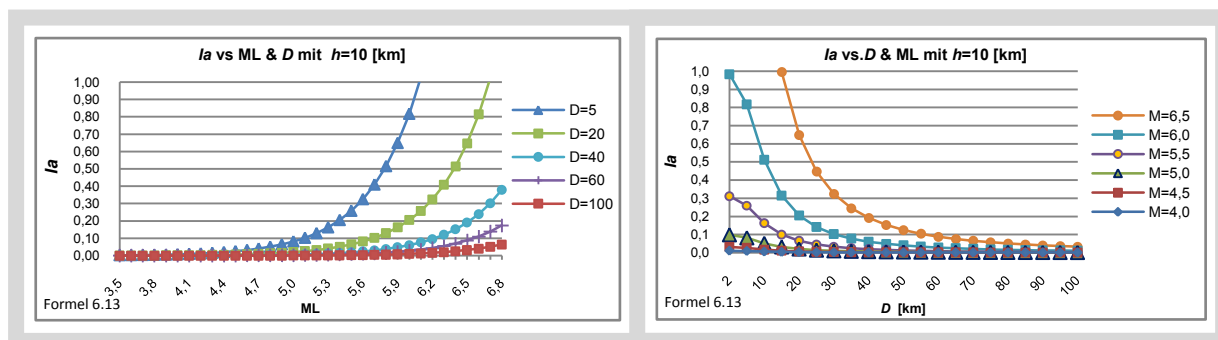 Ia vs ML & D mit h=10 [km]
1,00
0,90
0,80
0,70
0,60
0,50
0,40
0,30
0,20
0,10
0,00
Ia
3,5 3,8 4,1 4,4 4,7 5,0 5,3 5,6 5,9 6,2 6,5 6,8
ML
Formel 6.13
D=5
D=20
D=40
D=60
D=100
Ia vs.D & ML mit h=10 [km]
1,0
0,9
0,8
0,7
0,6
0,5
0,4
0,3
0,2
0,1
0,0
Ia
2 10 20 30 40 50 60 70 80 90 100
D [km]
Formel 6.13
M=6,5
M=6,0
M=5,5
M=5,0
M=4,5
M=4,0